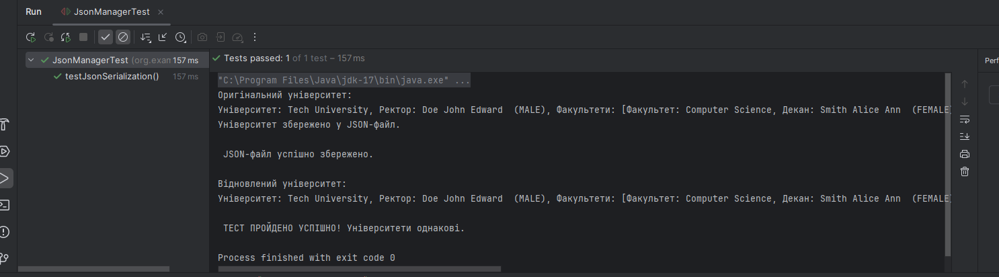 Run JsonManagerTest
JsonManagerTest (org.exan 157 ms
testJsonSerialization() 157 ms
Tests passed: 1 of 1 test – 157 ms
"C:\Program Files\Java\jdk-17\bin\java.exe" ...
Оригінальний університет:
Університет: Tech University, Ректор: Doe John Edward  (MALE), Факультети: [Факультет: Computer Science, Декан: Smith Alice Ann  (FEMALE
Університет збережено у JSON-файл.
JSON-файл успішно збережено.
Відновлений університет:
Університет: Tech University, Ректор: Doe John Edward  (MALE), Факультети: [Факультет: Computer Science, Декан: Smith Alice Ann  (FEMALE
ТЕСТ ПРОЙДЕНО УСПІШНО! Університети однакові.
Process finished with exit code 0
Perf